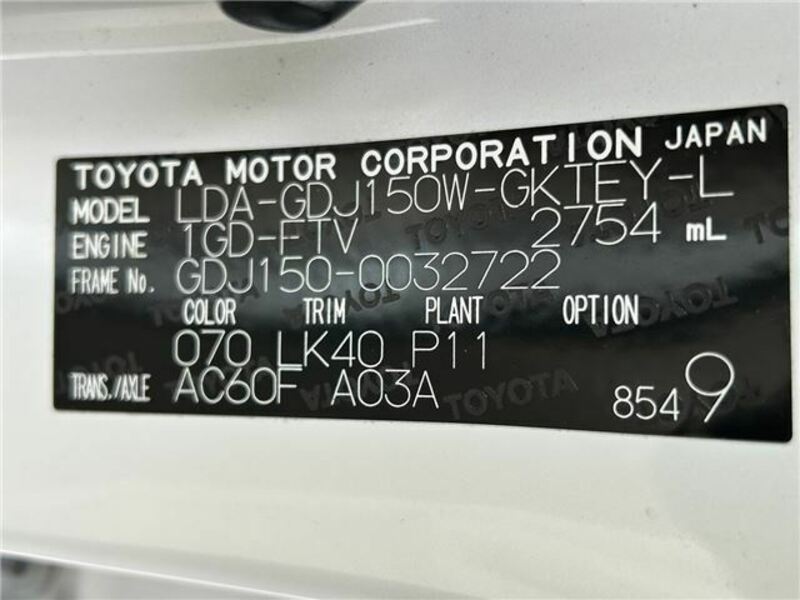 TOYOTA MOTOR CORPORATION JAPAN
MODEL LDA-GDJ150W-GKTEY-L
ENGINE 1GD-FTV 2754 mL
FRAME No. GDJ150-0032722
COLOR TRIM PLANT OPTION
070 LK40 P11
TRANS./AXLE AC60F A03A
8549